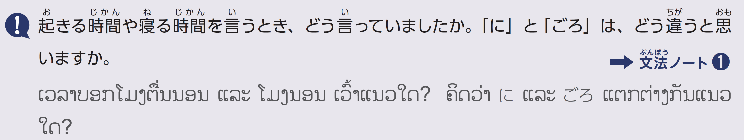 起きる時間や寝る時間を言うとき、どう言っていましたか。「に」と「ごろ」は、どう違うと思
いますか。
➡ 文法ノート❶
ເວລາບອກໂມງຕື່ນນອນ ແລະ ໂມງນອນ ເວົ້າແນວໃດ? ຄິດວ່າ に ແລະ ごろ ແຕກຕ່າງກັນແນວ
ໃດ?